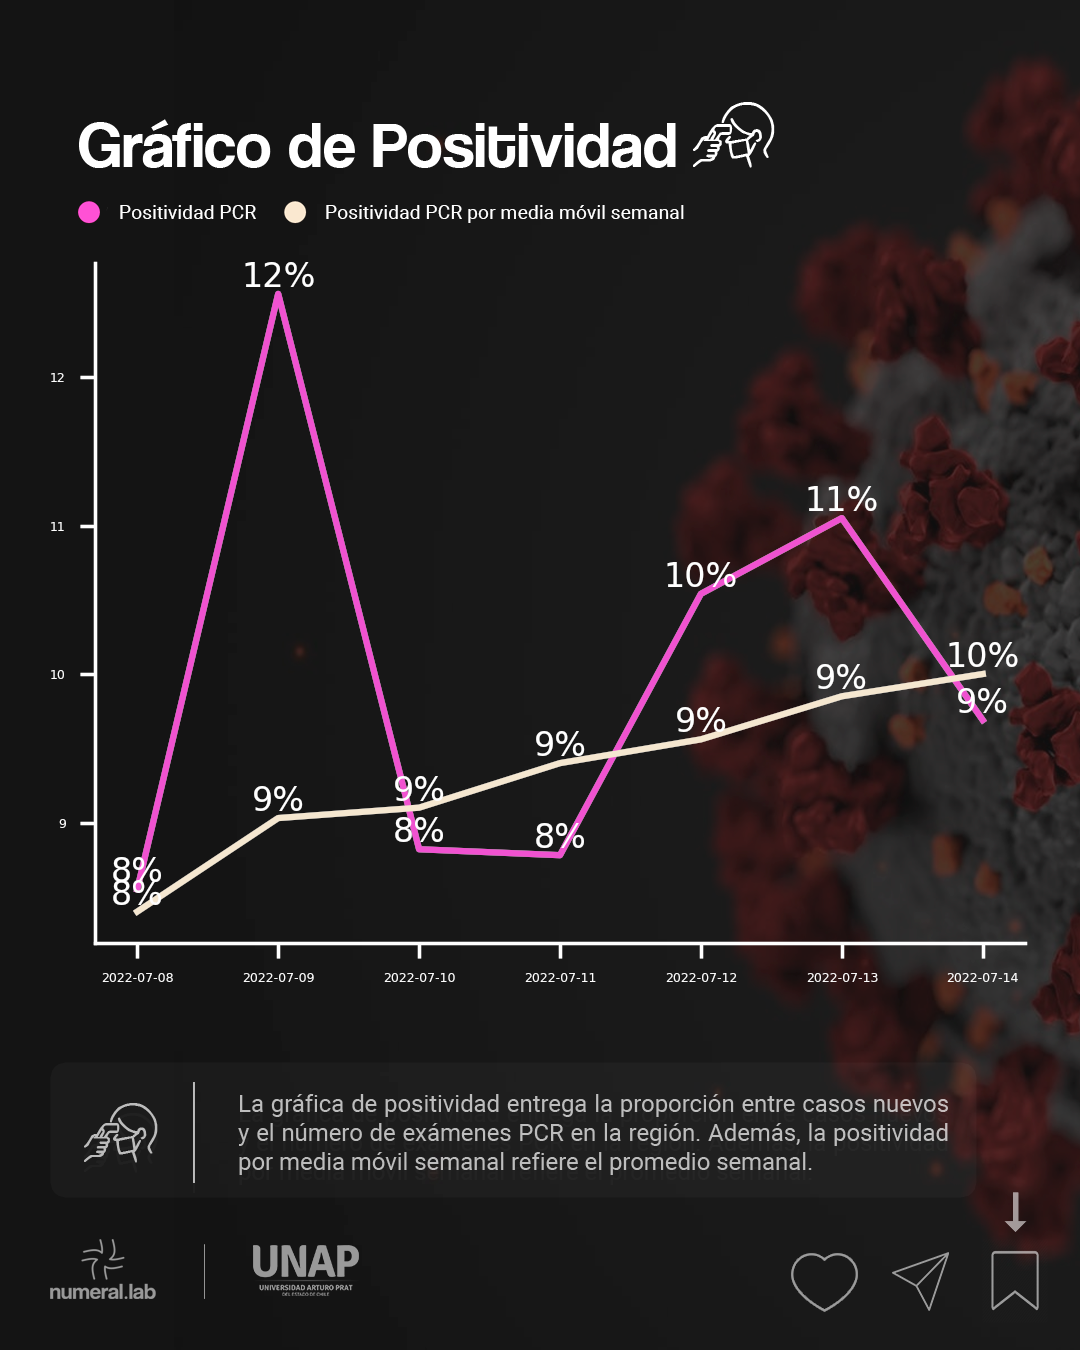 Gráfico de Positividad
Positividad PCR
Positividad PCR por media móvil semanal
12%
12
11%
11
10%
10%
10
9%
9%
9%
9%
9%
9%
9
8%
8%
8%
8%
2022-07-08
2022-07-09
2022-07-10
2022-07-11
2022-07-12
2022-07-13
2022-07-14
La gráfica de positividad entrega la proporción entre casos nuevos
y el número de exámenes PCR en la región. Además, la positividad
por media móvil semanal refiere el promedio semanal.
numeral.lab
UNAP
UNIVERSIDAD ARTURO PRAT
DEL ESTADO DE CHILE